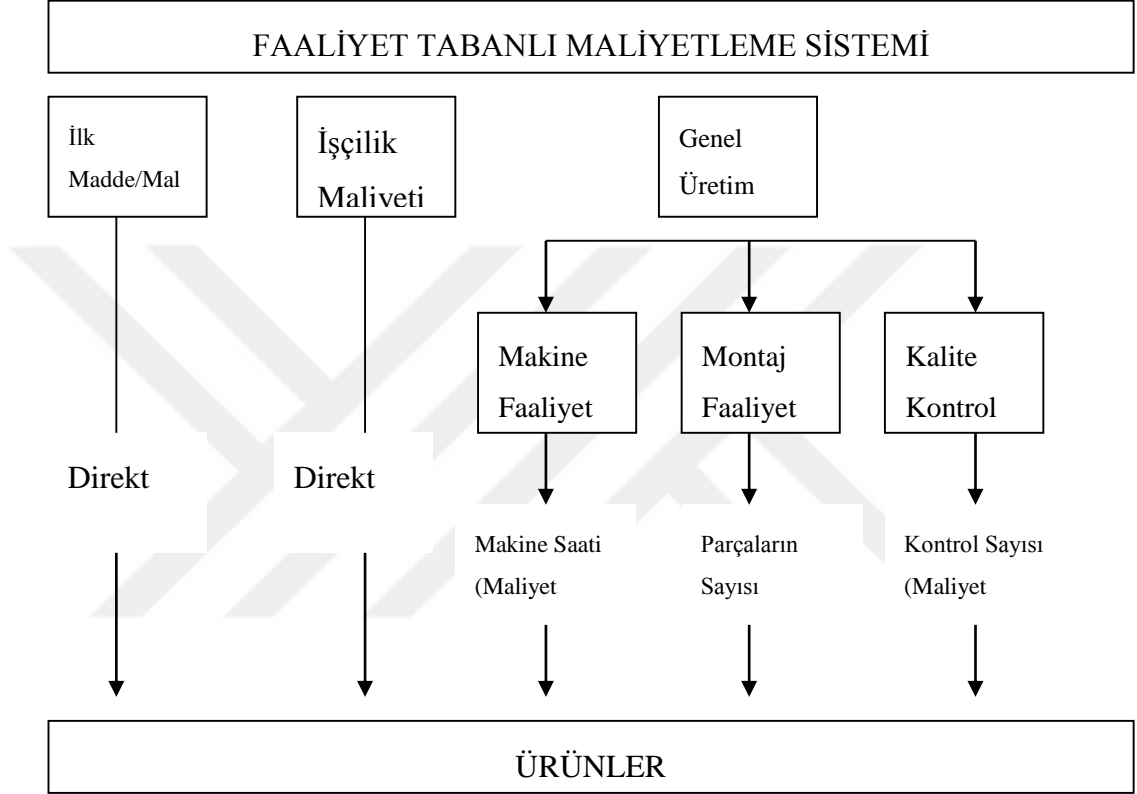 FAALİYET TABANLI MALİYETLEME SİSTEMİ
İlk
Madde/Mal
İşçilik
Maliyeti
Genel
Üretim
Makine
Faaliyet
Montaj
Faaliyet
Kalite
Kontrol
Direkt
Direkt
Makine Saati
(Maliyet
Parçaların
Sayısı
Kontrol Sayısı
(Maliyet
ÜRÜNLER